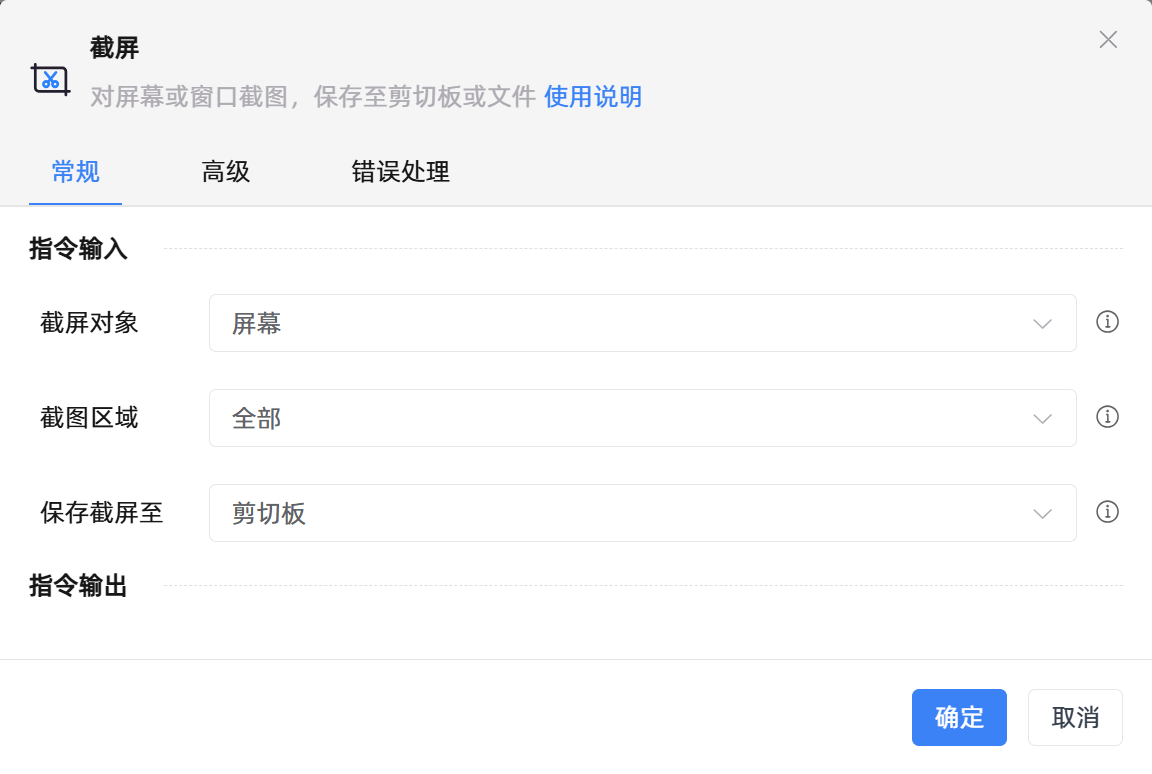 截屏
对屏幕或窗口截图，保存至剪切板或文件 使用说明
常规 高级 错误处理
指令输入
截屏对象 屏幕
截图区域 全部
保存截屏至 剪切板
指令输出
确定 取消